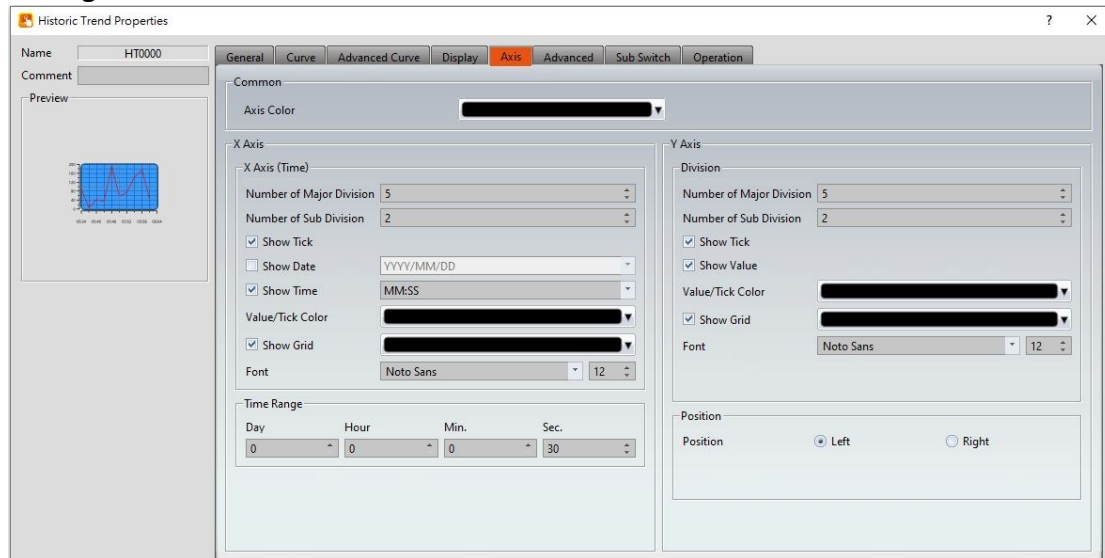 Historic Trend Properties ? ×
Name HT0000
Comment
Preview
General Curve Advanced Curve Display Axis Advanced Sub Switch Operation
Common
Axis Color
X Axis
X Axis (Time)
Number of Major Division 5
Number of Sub Division 2
Show Tick
Show Date YYYY/MM/DD
Show Time MM:SS
Value/Tick Color
Show Grid
Font Noto Sans 12
Time Range
Day Hour Min. Sec.
0 0 0 30
Y Axis
Division
Number of Major Division 5
Number of Sub Division 2
Show Tick
Show Value
Value/Tick Color
Show Grid
Font Noto Sans 12
Position
Position Left Right